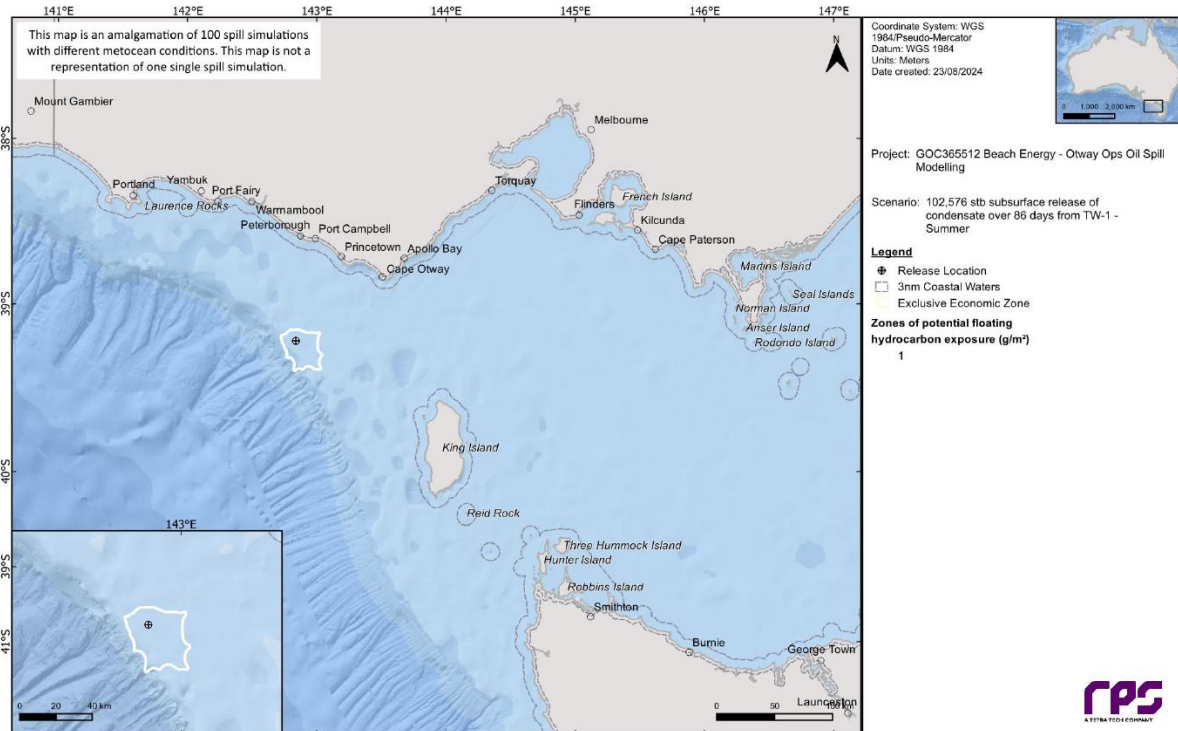 141°E
142°E
143°E
144°E
145°E
146°E
147°E
This map is an amalgamation of 100 spill simulations
with different metocean conditions. This map is not a
representation of one single spill simulation.
N
Mount Gambier
Melbourne
38°S
Portland
Yambuk
Port Fairy
Laurence Rocks
Warrnambool
Peterborough
Port Campbell
Princetown
Apollo Bay
Cape Otway
Torquay
Flinders
French Island
Kilcunda
Cape Paterson
Martins Island
Seal Islands
39°S
Norman Island
Anser Island
Rodondo Island
King Island
40°S
Reid Rock
Three Hummock Island
Hunter Island
Robbins Island
Smithton
41°S
Burnie
George Town
Launceston
143°E
39°S
0 20 40 km
0 50 100 km
Coordinate System: WGS
1984/Pseudo-Mercator
Datum: WGS 1984
Units: Meters
Date created: 23/08/2024
0 1,000 2,000 km
Project: GOC365512 Beach Energy - Otway Ops Oil Spill
Modelling
Scenario: 102,576 stb subsurface release of
condensate over 86 days from TW-1 -
Summer
Legend
Release Location
3nm Coastal Waters
Exclusive Economic Zone
Zones of potential floating
hydrocarbon exposure (g/m²)
1
rps
A TETRA TECH COMPANY